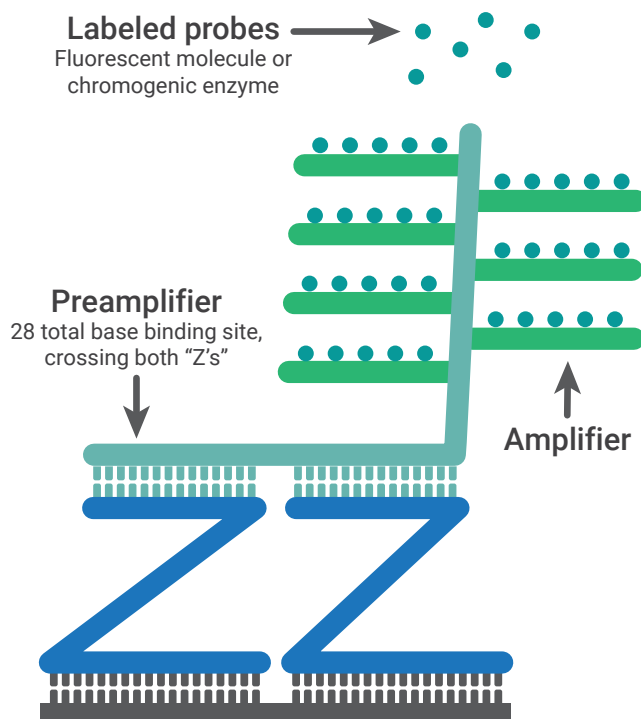 Labeled probes
Fluorescent molecule or
chromogenic enzyme
Preamplifier
28 total base binding site,
crossing both “Z’s”
Amplifier